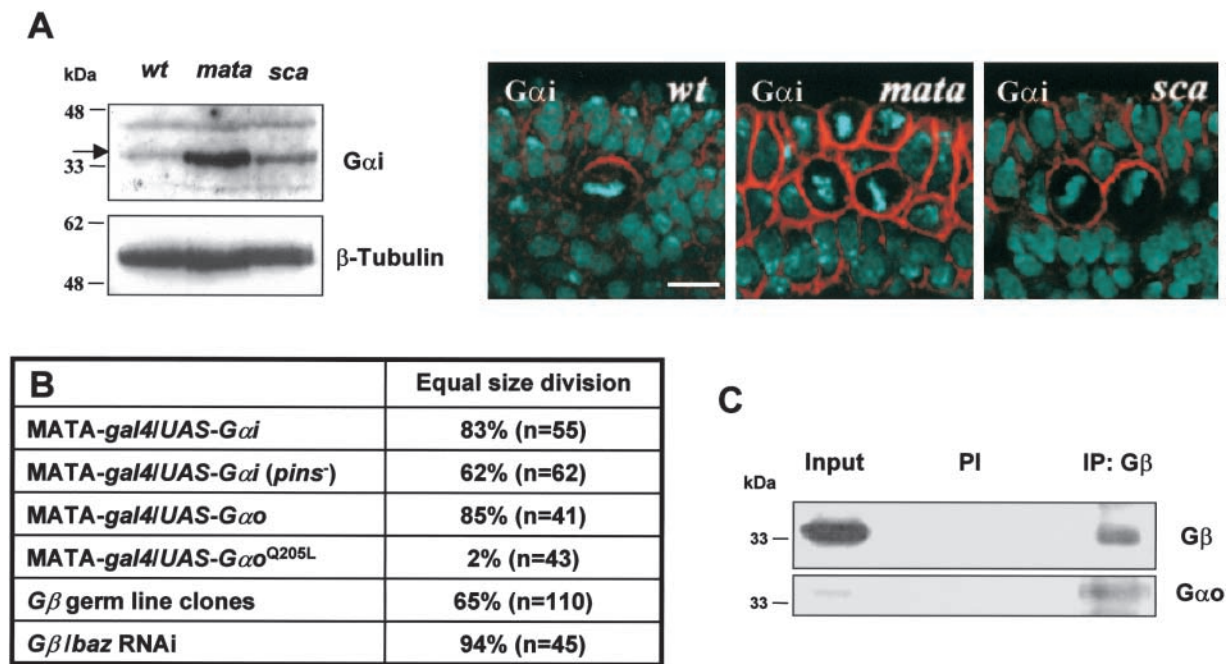 A
kDa wt mata sca
48
33
Gαi
62
48
β-Tubulin
Gαi wt
Gαi mata
Gαi sca
B Equal size division
MATA-gal4/UAS-Gαi 83% (n=55)
MATA-gal4/UAS-Gαi (pins-) 62% (n=62)
MATA-gal4/UAS-Gαo 85% (n=41)
MATA-gal4/UAS-GαoQ205L 2% (n=43)
Gβ germ line clones 65% (n=110)
Gβ/baz RNAi 94% (n=45)
C
Input PI IP: Gβ
kDa
33 Gβ
33 Gαo